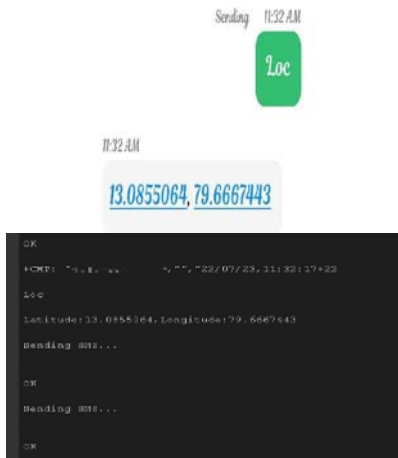 Sending 11:32 AM
Loc
11:32 AM
13.0855064, 79.6667443
OK
+CMT: ,"","22/07/23,11:32:17+22
Loc
Latitude:13.0855064,Longitude:79.6667443
Sending SMS...
OK
Sending SMS...
OK